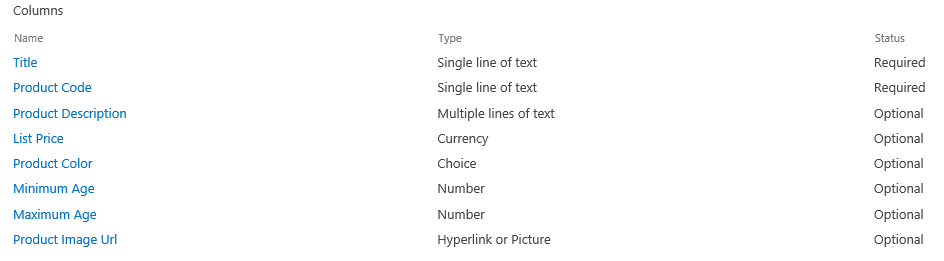 Columns
Name Type Status
Title Single line of text Required
Product Code Single line of text Required
Product Description Multiple lines of text Optional
List Price Currency Optional
Product Color Choice Optional
Minimum Age Number Optional
Maximum Age Number Optional
Product Image Url Hyperlink or Picture Optional